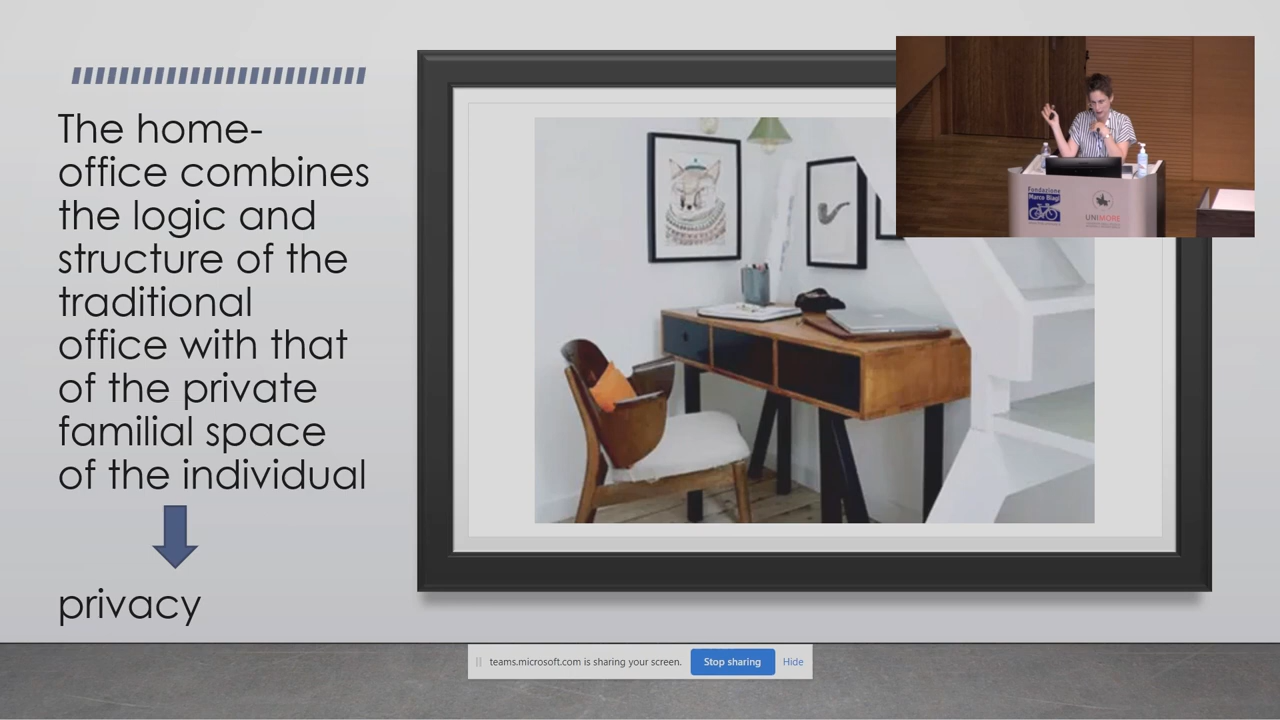 The home-
office combines
the logic and
structure of the
traditional
office with that
of the private
familial space
of the individual
privacy
Fondazione
Marco Biagi
UNIMORE
teams.microsoft.com is sharing your screen.
Stop sharing
Hide